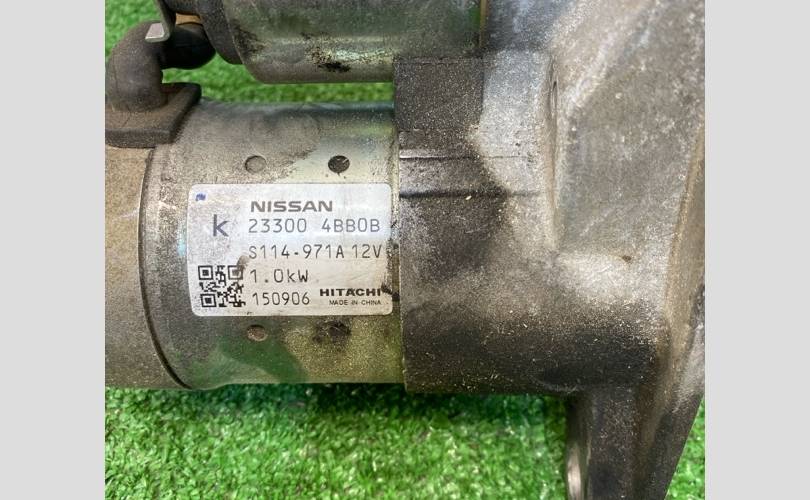 NISSAN
K 23300 4BB0B
S114-971A 12V
1.0kW
150906 HITACHI
MADE IN CHINA